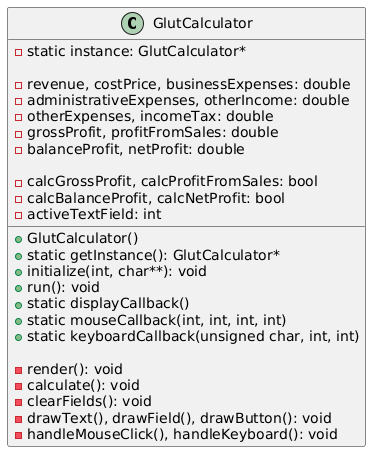 C GlutCalculator
static instance: GlutCalculator*
revenue, costPrice, businessExpenses: double
administrativeExpenses, otherIncome: double
otherExpenses, incomeTax: double
grossProfit, profitFromSales: double
balanceProfit, netProfit: double
calcGrossProfit, calcProfitFromSales: bool
calcBalanceProfit, calcNetProfit: bool
activeTextField: int
GlutCalculator()
static getInstance(): GlutCalculator*
initialize(int, char**): void
run(): void
static displayCallback()
static mouseCallback(int, int, int, int)
static keyboardCallback(unsigned char, int, int)
render(): void
calculate(): void
clearFields(): void
drawText(), drawField(), drawButton(): void
handleMouseClick(), handleKeyboard(): void